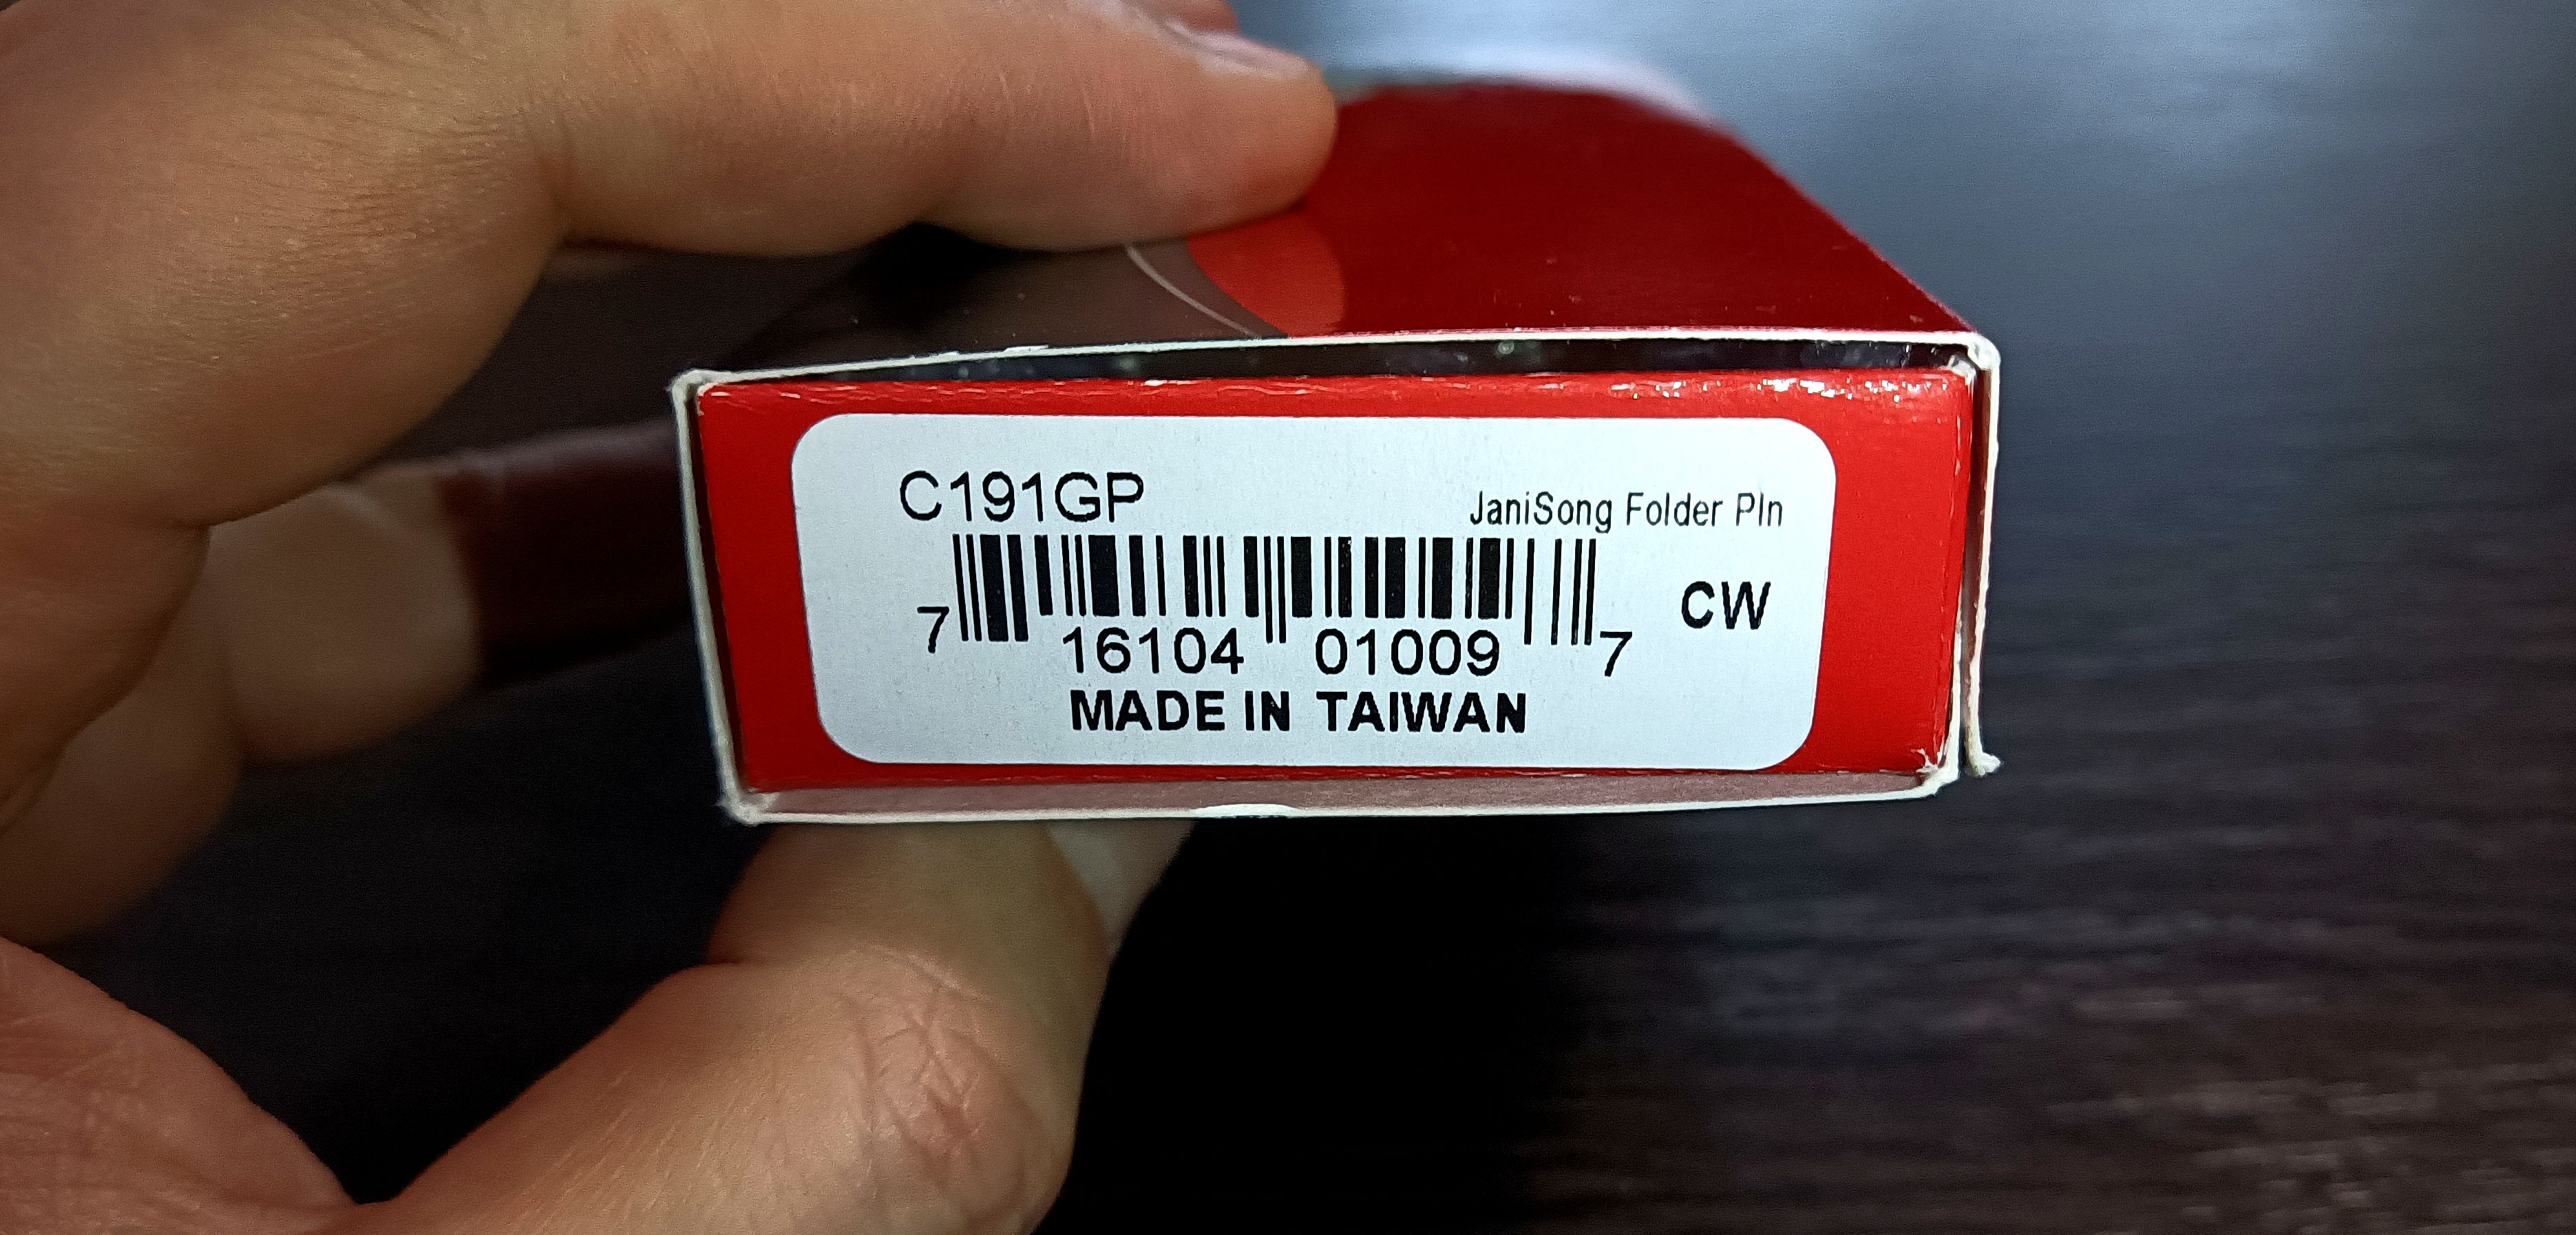 C191GP
JaniSong Folder Pln
CW
7 16104 01009 7
MADE IN TAIWAN